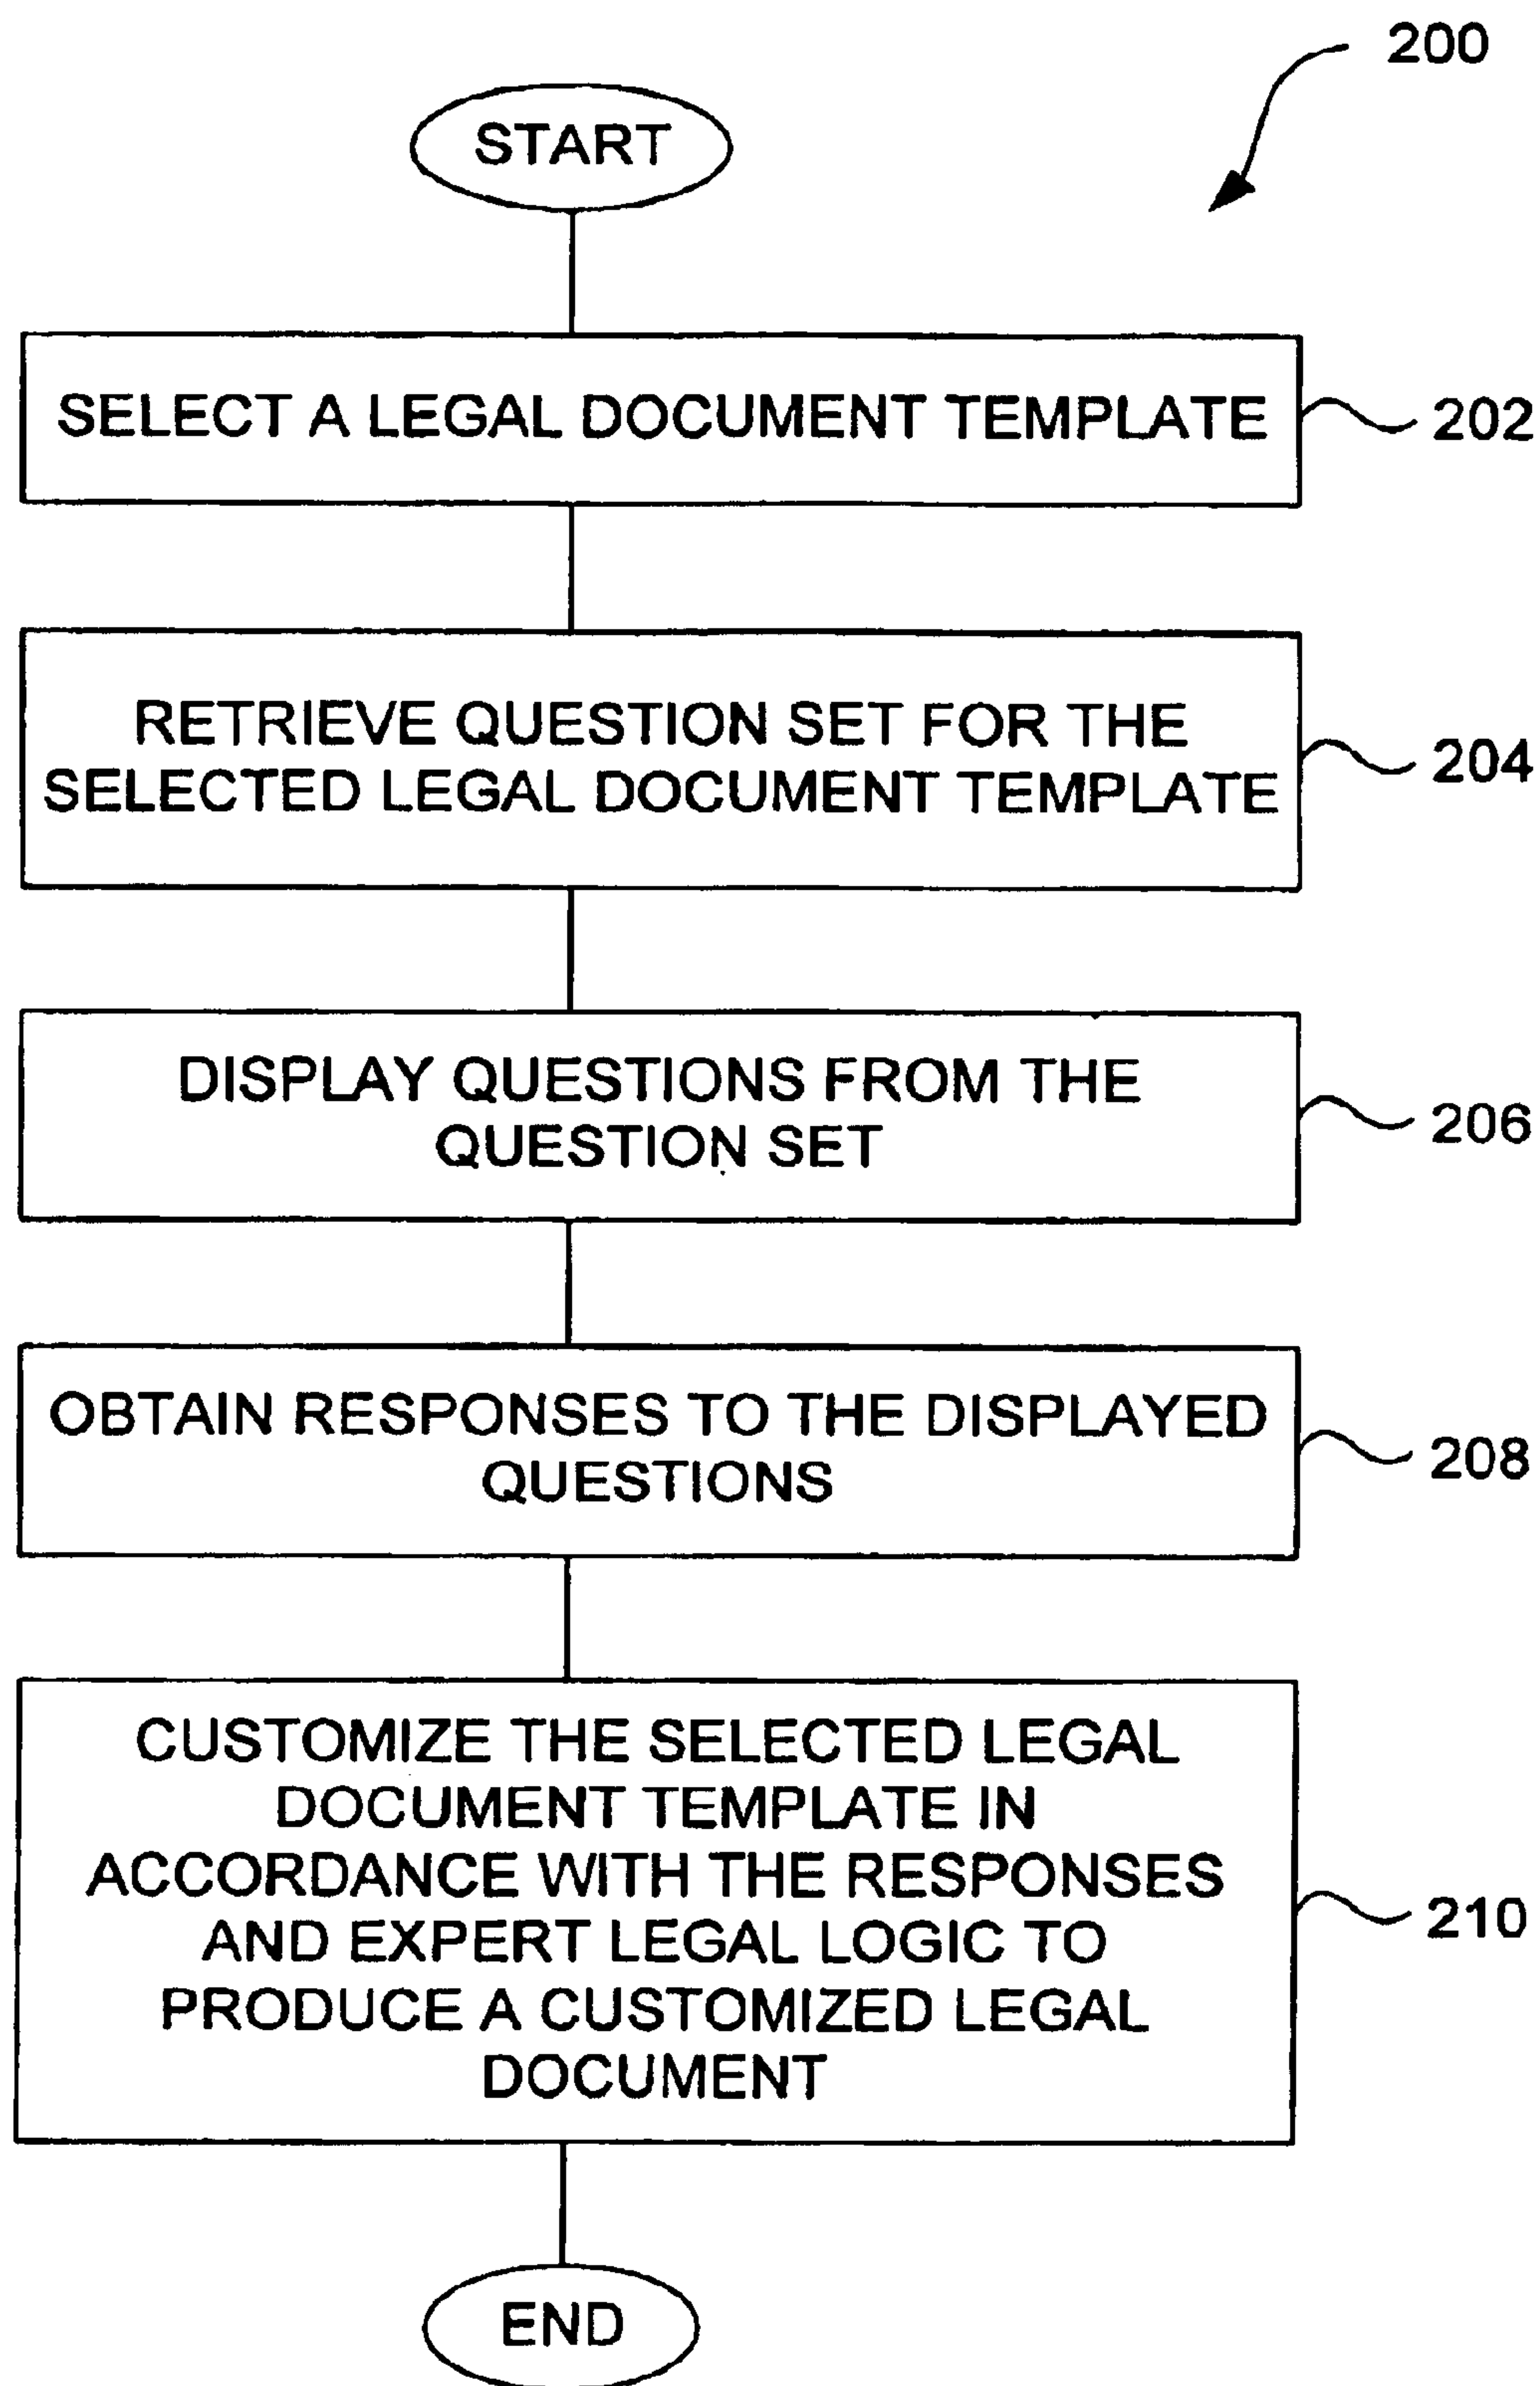 200
START
SELECT A LEGAL DOCUMENT TEMPLATE
202
RETRIEVE QUESTION SET FOR THE
SELECTED LEGAL DOCUMENT TEMPLATE
204
DISPLAY QUESTIONS FROM THE
QUESTION SET
206
OBTAIN RESPONSES TO THE DISPLAYED
QUESTIONS
208
CUSTOMIZE THE SELECTED LEGAL
DOCUMENT TEMPLATE IN
ACCORDANCE WITH THE RESPONSES
AND EXPERT LEGAL LOGIC TO
PRODUCE A CUSTOMIZED LEGAL
DOCUMENT
210
END